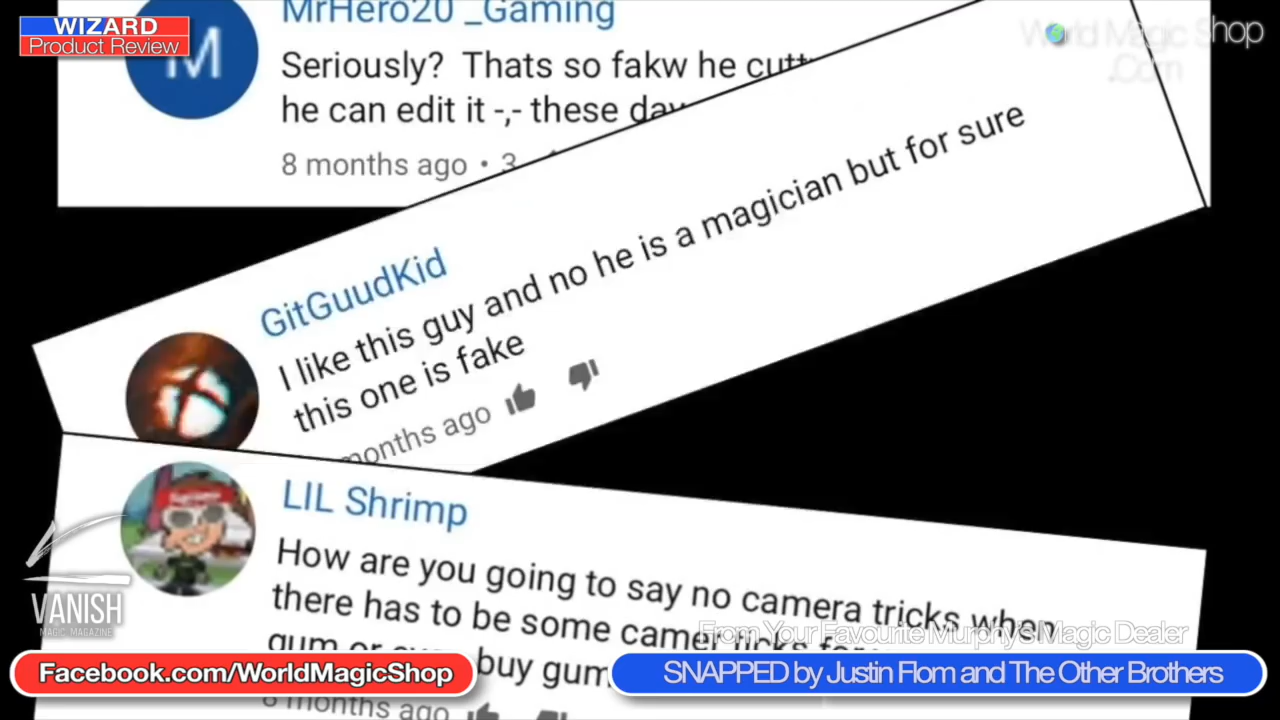 WIZARD
Product Review
World Magic Shop
.Com
M
MrHero20 _Gaming
Seriously? Thats so fakw he
he can edit it -,- these
8 months ago • 3
GitGuudKid
I like this guy and no he is a magician but for sure
this one is fake
months ago
LIL Shrimp
How are you going to say no camera tricks when
there has to be some camer
gum or buy gum
8 months ago
VANISH
MAGIC MAGAZINE
From Your Favourite Murphy's Magic Dealer
Facebook.com/WorldMagicShop
SNAPPED by Justin Flom and The Other Brothers